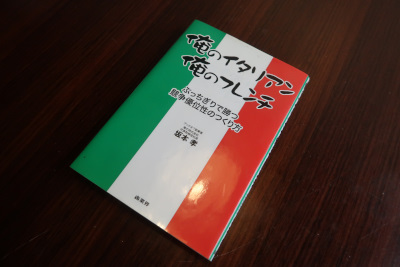 俺のイタリアン
俺のフレンチ
ぶっちぎりで勝つ
競争優位性のつくり方
坂本 孝
商業界